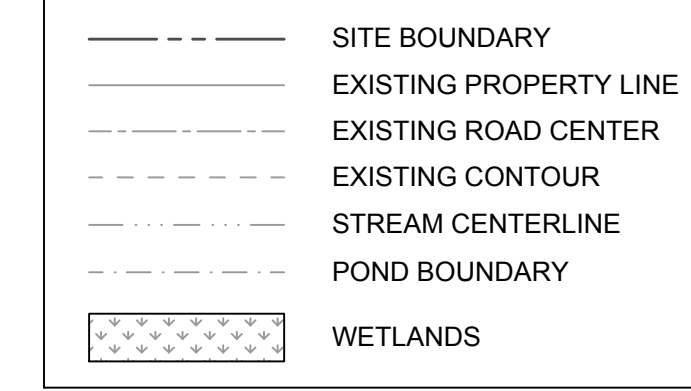 SITE BOUNDARY
EXISTING PROPERTY LINE
EXISTING ROAD CENTER
EXISTING CONTOUR
STREAM CENTERLINE
POND BOUNDARY
WETLANDS